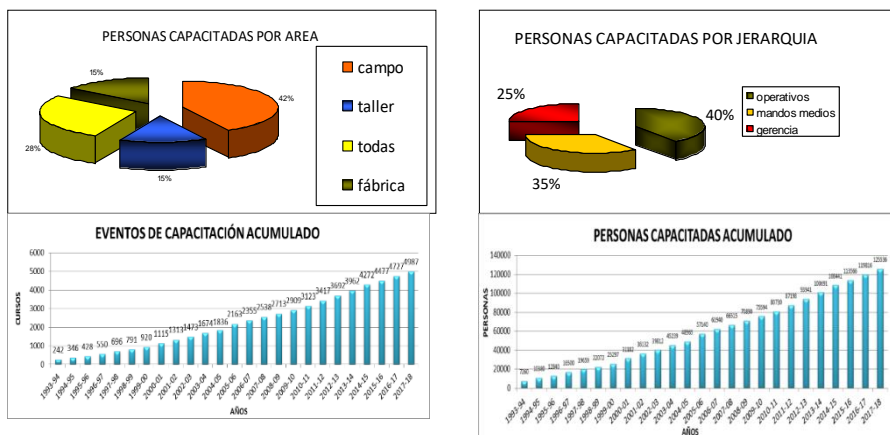 PERSONAS CAPACITADAS POR AREA
15%
42%
28%
15%
campo
taller
todas
fábrica
PERSONAS CAPACITADAS POR JERARQUIA
25%
40%
35%
operativos
mandos medios
gerencia
EVENTOS DE CAPACITACIÓN ACUMULADO
CURSOS
6000
5000
4000
3000
2000
1000
0
242 346 428 550 696 791 920 1115 1313 1473 1674 1836 2163 2355 2538 2713 2909 3123 3417 3692 3962 4272 4477 4727 4987
1993-94 1994-95 1995-96 1996-97 1997-98 1998-99 1999-00 2000-01 2001-02 2002-03 2003-04 2004-05 2005-06 2006-07 2007-08 2008-09 2009-10 2010-11 2011-12 2012-13 2013-14 2014-15 2015-16 2016-17 2017-18
AÑOS
PERSONAS CAPACITADAS ACUMULADO
PERSONAS
140000
120000
100000
80000
60000
40000
20000
0
1993-94 1994-95 1995-96 1996-97 1997-98 1998-99 1999-00 2000-01 2001-02 2002-03 2003-04 2004-05 2005-06 2006-07 2007-08 2008-09 2009-10 2010-11 2011-12 2012-13 2013-14 2014-15 2015-16 2016-17 2017-18
AÑOS